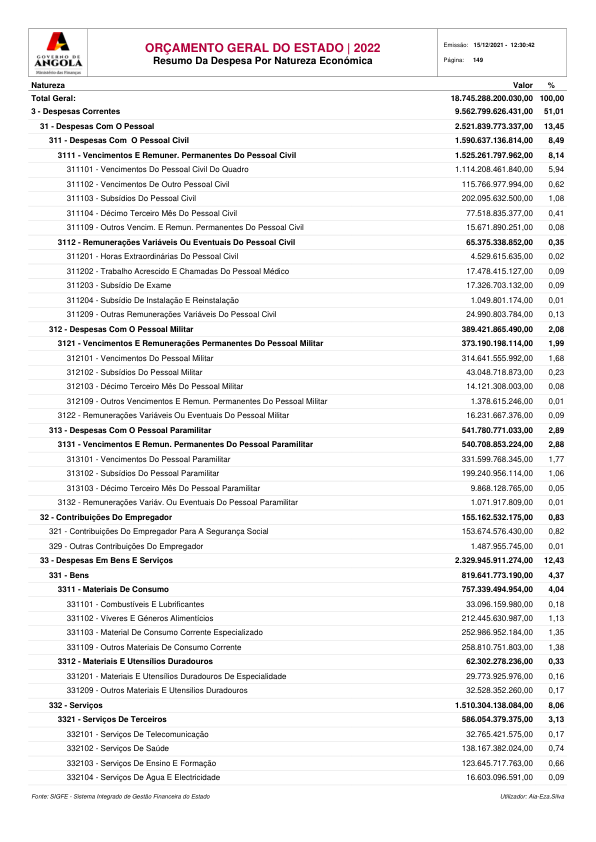 GOVERNO DE
ANGOLA
Ministério das Finanças
ORÇAMENTO GERAL DO ESTADO | 2022
Resumo Da Despesa Por Natureza Económica
Emissão: 15/12/2021 - 12:30:42
Página: 149
Natureza Valor %
Total Geral: 18.745.288.200.030,00 100,00
3 - Despesas Correntes 9.562.799.626.431,00 51,01
31 - Despesas Com O Pessoal 2.521.839.773.337,00 13,45
311 - Despesas Com O Pessoal Civil 1.590.637.136.814,00 8,49
3111 - Vencimentos E Remuner. Permanentes Do Pessoal Civil 1.525.261.797.962,00 8,14
311101 - Vencimentos Do Pessoal Civil Do Quadro 1.114.208.461.840,00 5,94
311102 - Vencimentos De Outro Pessoal Civil 115.766.977.994,00 0,62
311103 - Subsídios Do Pessoal Civil 202.095.632.500,00 1,08
311104 - Décimo Terceiro Mês Do Pessoal Civil 77.518.835.377,00 0,41
311109 - Outros Vencim. E Remun. Permanentes Do Pessoal Civil 15.671.890.251,00 0,08
3112 - Remunerações Variáveis Ou Eventuais Do Pessoal Civil 65.375.338.852,00 0,35
311201 - Horas Extraordinárias Do Pessoal Civil 4.529.615.635,00 0,02
311202 - Trabalho Acrescido E Chamadas Do Pessoal Médico 17.478.415.127,00 0,09
311203 - Subsídio De Exame 17.326.703.132,00 0,09
311204 - Subsídio De Instalação E Reinstalação 1.049.801.174,00 0,01
311209 - Outras Remunerações Variáveis Do Pessoal Civil 24.990.803.784,00 0,13
312 - Despesas Com O Pessoal Militar 389.421.865.490,00 2,08
3121 - Vencimentos E Remunerações Permanentes Do Pessoal Militar 373.190.198.114,00 1,99
312101 - Vencimentos Do Pessoal Militar 314.641.555.992,00 1,68
312102 - Subsídios Do Pessoal Militar 43.048.718.873,00 0,23
312103 - Décimo Terceiro Mês Do Pessoal Militar 14.121.308.003,00 0,08
312109 - Outros Vencimentos E Remun. Permanentes Do Pessoal Militar 1.378.615.246,00 0,01
3122 - Remunerações Variáveis Ou Eventuais Do Pessoal Militar 16.231.667.376,00 0,09
313 - Despesas Com O Pessoal Paramilitar 541.780.771.033,00 2,89
3131 - Vencimentos E Remun. Permanentes Do Pessoal Paramilitar 540.708.853.224,00 2,88
313101 - Vencimentos Do Pessoal Paramilitar 331.599.768.345,00 1,77
313102 - Subsídios Do Pessoal Paramilitar 199.240.956.114,00 1,06
313103 - Décimo Terceiro Mês Do Pessoal Paramilitar 9.868.128.765,00 0,05
3132 - Remunerações Variáv. Ou Eventuais Do Pessoal Paramilitar 1.071.917.809,00 0,01
32 - Contribuições Do Empregador 155.162.532.175,00 0,83
321 - Contribuições Do Empregador Para A Segurança Social 153.674.576.430,00 0,82
329 - Outras Contribuições Do Empregador 1.487.955.745,00 0,01
33 - Despesas Em Bens E Serviços 2.329.945.911.274,00 12,43
331 - Bens 819.641.773.190,00 4,37
3311 - Materiais De Consumo 757.339.494.954,00 4,04
331101 - Combustíveis E Lubrificantes 33.096.159.980,00 0,18
331102 - Víveres E Géneros Alimentícios 212.445.630.987,00 1,13
331103 - Material De Consumo Corrente Especializado 252.986.952.184,00 1,35
331109 - Outros Materiais De Consumo Corrente 258.810.751.803,00 1,38
3312 - Materiais E Utensílios Duradouros 62.302.278.236,00 0,33
331201 - Materiais E Utensílios Duradouros De Especialidade 29.773.925.976,00 0,16
331209 - Outros Materiais E Utensilios Duradouros 32.528.352.260,00 0,17
332 - Serviços 1.510.304.138.084,00 8,06
3321 - Serviços De Terceiros 586.054.379.375,00 3,13
332101 - Serviços De Telecomunicação 32.765.421.575,00 0,17
332102 - Serviços De Saúde 138.167.382.024,00 0,74
332103 - Serviços De Ensino E Formação 123.645.717.763,00 0,66
332104 - Serviços De Água E Electricidade 16.603.096.591,00 0,09
Fonte: SIGFE - Sistema Integrado de Gestão Financeira do Estado Utilizador: Aia-Eza.Silva